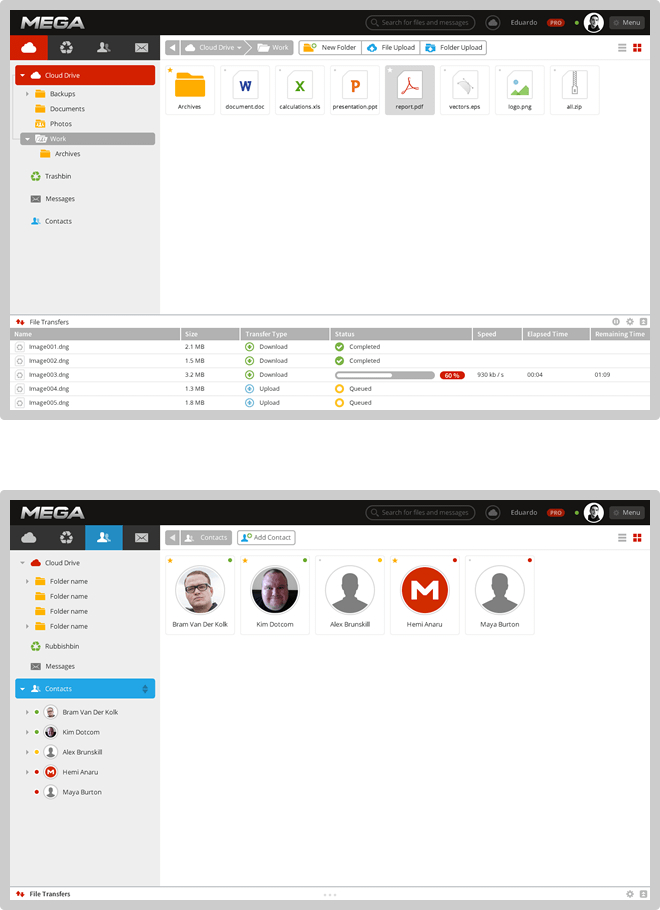 MEGA Search for files and messages Eduardo PRO Menu
Cloud Drive Work New Folder File Upload Folder Upload
Cloud Drive
Backups
Documents
Photos
Work
Archives
Trashbin
Messages
Contacts
Archives document.doc calculations.xls presentation.ppt report.pdf vectors.eps logo.png all.zip
W X P
File Transfers
Name Size Transfer Type Status Speed Elapsed Time Remaining Time
Image001.dng 2.1 MB Download Completed
Image002.dng 1.5 MB Download Completed
Image003.dng 3.2 MB Download 60 % 930 kb / s 00:04 01:09
Image004.dng 1.3 MB Upload Queued
Image005.dng 1.8 MB Upload Queued
MEGA Search for files and messages Eduardo PRO Menu
Contacts Add Contact
Cloud Drive
Folder name
Folder name
Folder name
Folder name
Rubbishbin
Messages
Contacts
Bram Van Der Kolk
Kim Dotcom
Alex Brunskill
M Hemi Anaru
Maya Burton
M
Bram Van Der Kolk Kim Dotcom Alex Brunskill Hemi Anaru Maya Burton
File Transfers